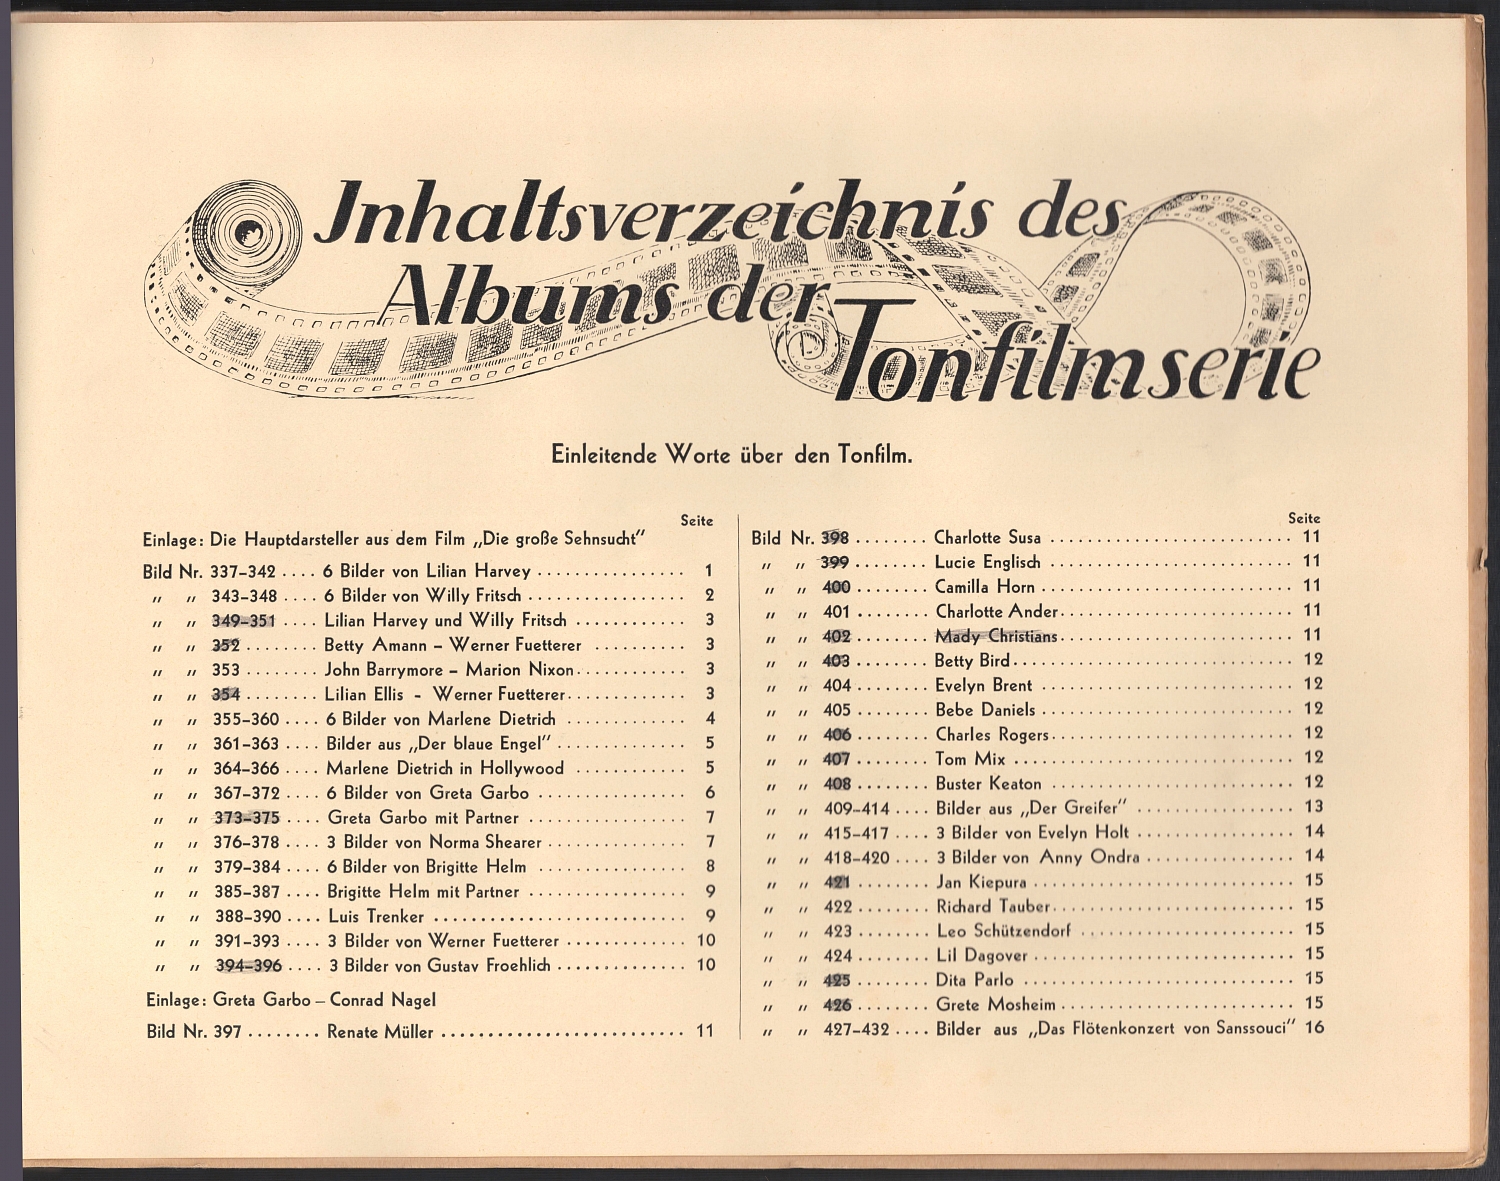 Inhaltsverzeichnis des
Albums der
Tonfilmserie
Einleitende Worte über den Tonfilm.
Seite
Einlage: Die Hauptdarsteller aus dem Film „Die große Sehnsucht"
Bild Nr. 337–342 .... 6 Bilder von Lilian Harvey ................ 1
" " 343–348 .... 6 Bilder von Willy Fritsch ................ 2
" " 349–351 .... Lilian Harvey und Willy Fritsch ............ 3
" " 352 ........ Betty Amann – Werner Fuetterer .......... 3
" " 353 ........ John Barrymore – Marion Nixon ............ 3
" " 354 ........ Lilian Ellis - Werner Fuetterer ............ 3
" " 355–360 .... 6 Bilder von Marlene Dietrich ............ 4
" " 361–363 .... Bilder aus „Der blaue Engel" .............. 5
" " 364–366 .... Marlene Dietrich in Hollywood ............ 5
" " 367–372 .... 6 Bilder von Greta Garbo ................ 6
" " 373–375 .... Greta Garbo mit Partner ................ 7
" " 376–378 .... 3 Bilder von Norma Shearer .............. 7
" " 379–384 .... 6 Bilder von Brigitte Helm ................ 8
" " 385–387 .... Brigitte Helm mit Partner ................ 9
" " 388–390 .... Luis Trenker ........................ 9
" " 391–393 .... 3 Bilder von Werner Fuetterer ............ 10
" " 394–396 .... 3 Bilder von Gustav Froehlich ............ 10
Einlage: Greta Garbo – Conrad Nagel
Bild Nr. 397 ........ Renate Müller ........................ 11
Seite
Bild Nr. 398 ........ Charlotte Susa ........................ 11
" " 399 ........ Lucie Englisch ........................ 11
" " 400 ........ Camilla Horn ........................ 11
" " 401 ........ Charlotte Ander ........................ 11
" " 402 ........ Mady Christians ........................ 11
" " 403 ........ Betty Bird ............................ 12
" " 404 ........ Evelyn Brent ........................ 12
" " 405 ........ Bebe Daniels ........................ 12
" " 406 ........ Charles Rogers ........................ 12
" " 407 ........ Tom Mix ............................ 12
" " 408 ........ Buster Keaton ........................ 12
" " 409–414 .... Bilder aus „Der Greifer" ................ 13
" " 415–417 .... 3 Bilder von Evelyn Holt ................ 14
" " 418–420 .... 3 Bilder von Anny Ondra ................ 14
" " 421 ........ Jan Kiepura ........................ 15
" " 422 ........ Richard Tauber ........................ 15
" " 423 ........ Leo Schützendorf ...................... 15
" " 424 ........ Lil Dagover .......................... 15
" " 425 ........ Dita Parlo ............................ 15
" " 426 ........ Grete Mosheim ........................ 15
" " 427–432 .... Bilder aus „Das Flötenkonzert von Sanssouci" 16